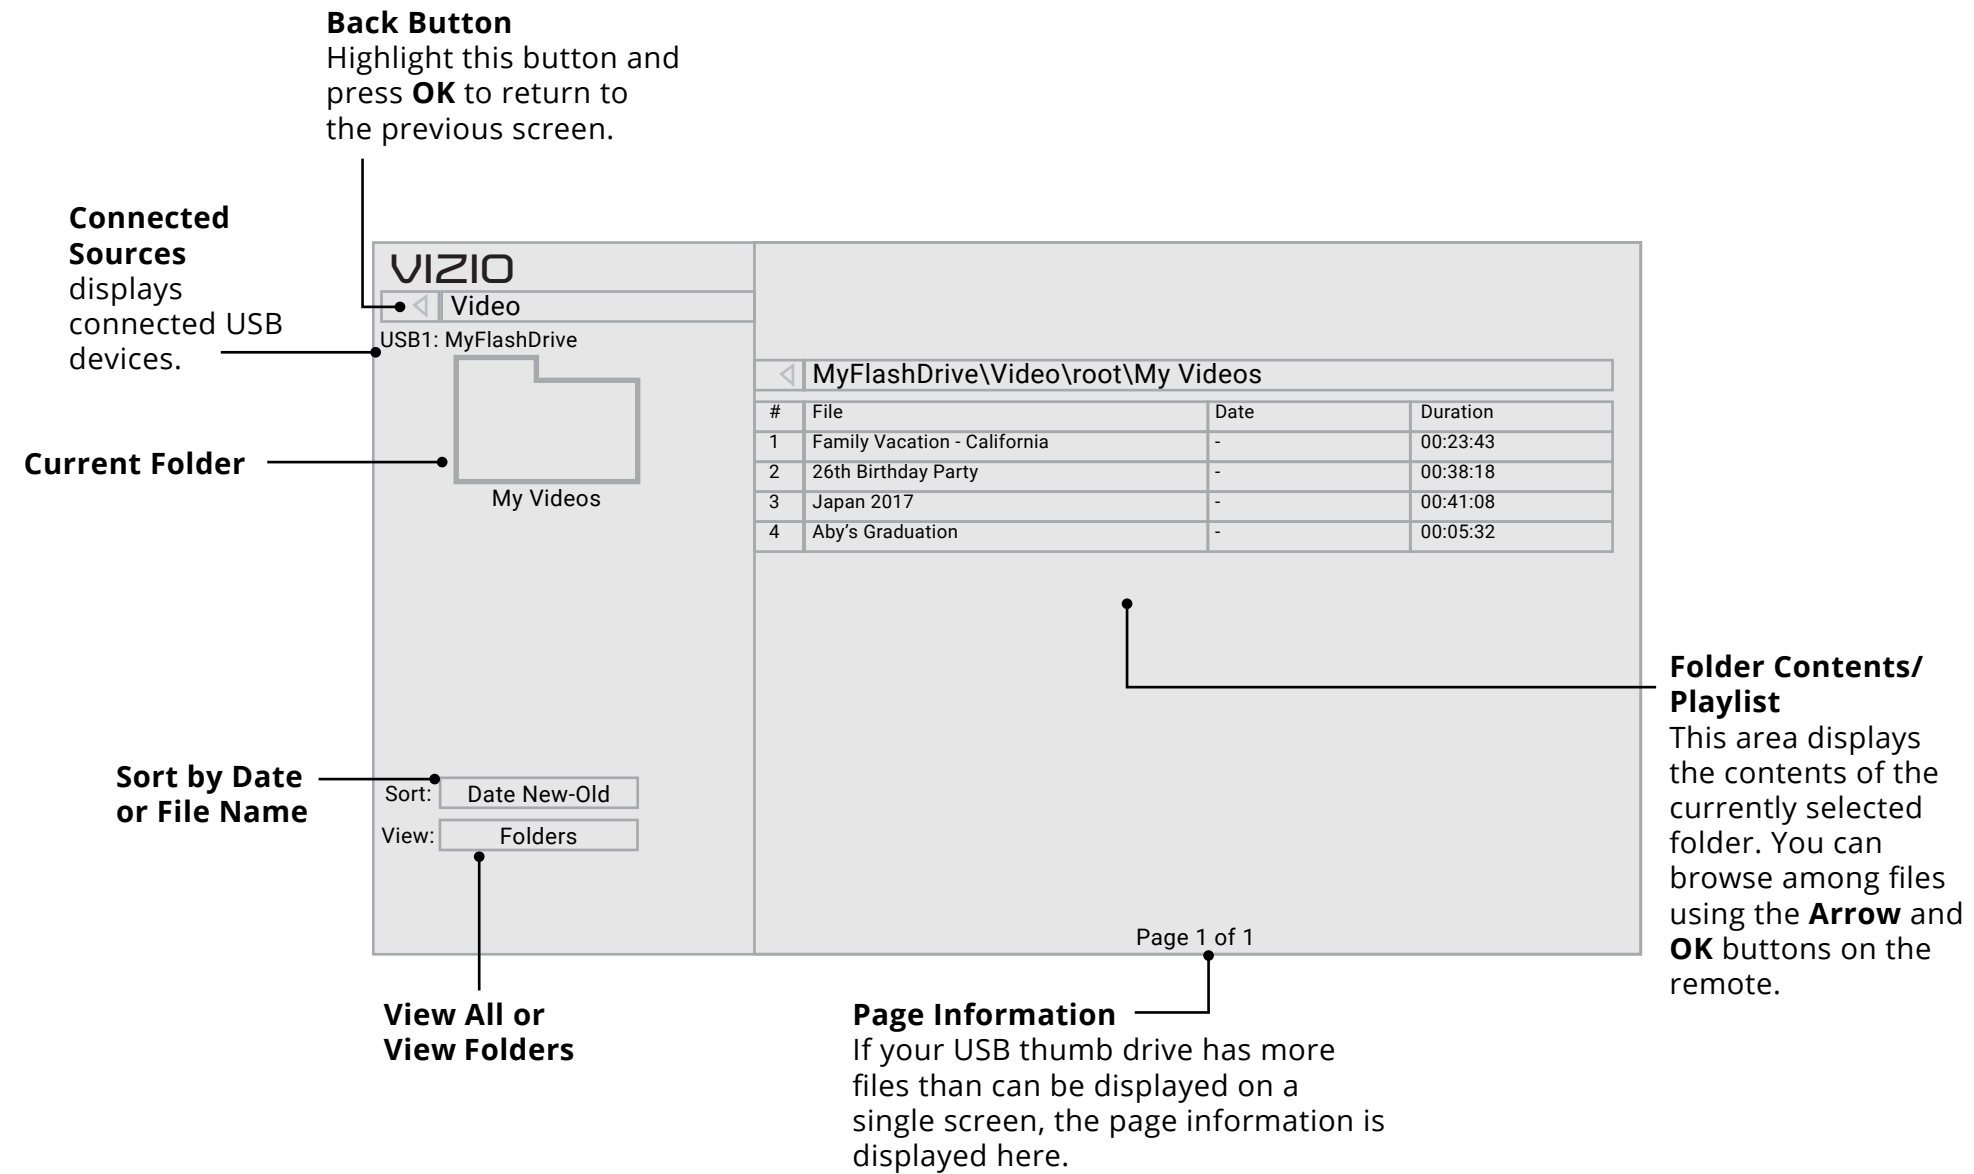 Back Button
Highlight this button and
press OK to return to
the previous screen.
Connected
Sources
displays
connected USB
devices.
Current Folder
Sort by Date
or File Name
VIZIO
Video
USB1: MyFlashDrive
My Videos
Sort: Date New-Old
View: Folders
MyFlashDrive\Video\root\My Videos
# File Date Duration
1 Family Vacation - California - 00:23:43
2 26th Birthday Party - 00:38:18
3 Japan 2017 - 00:41:08
4 Aby’s Graduation - 00:05:32
Page 1 of 1
Folder Contents/
Playlist
This area displays
the contents of the
currently selected
folder. You can
browse among files
using the Arrow and
OK buttons on the
remote.
View All or
View Folders
Page Information
If your USB thumb drive has more
files than can be displayed on a
single screen, the page information is
displayed here.